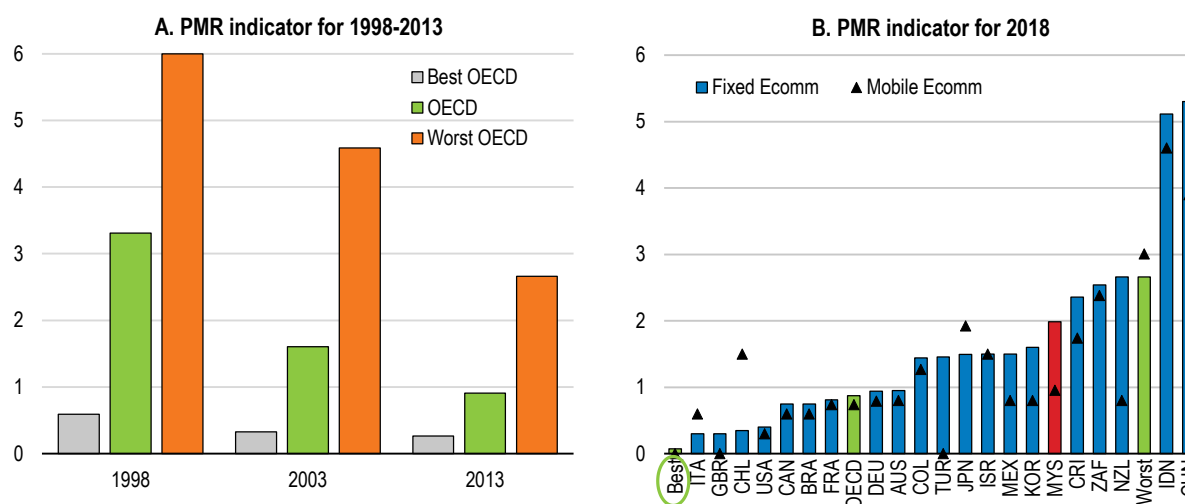 A. PMR indicator for 1998-2013
6
5
4
3
2
1
0
Best OECD
OECD
Worst OECD
1998
2003
2013
B. PMR indicator for 2018
6
5
4
3
2
1
0
Fixed Ecomm
Mobile Ecomm
Best
ITA
GBR
CHL
USA
CAN
BRA
FRA
OECD
DEU
AUS
COL
TUR
JPN
ISR
MEX
KOR
MYS
CRI
ZAF
NZL
Worst
IDN